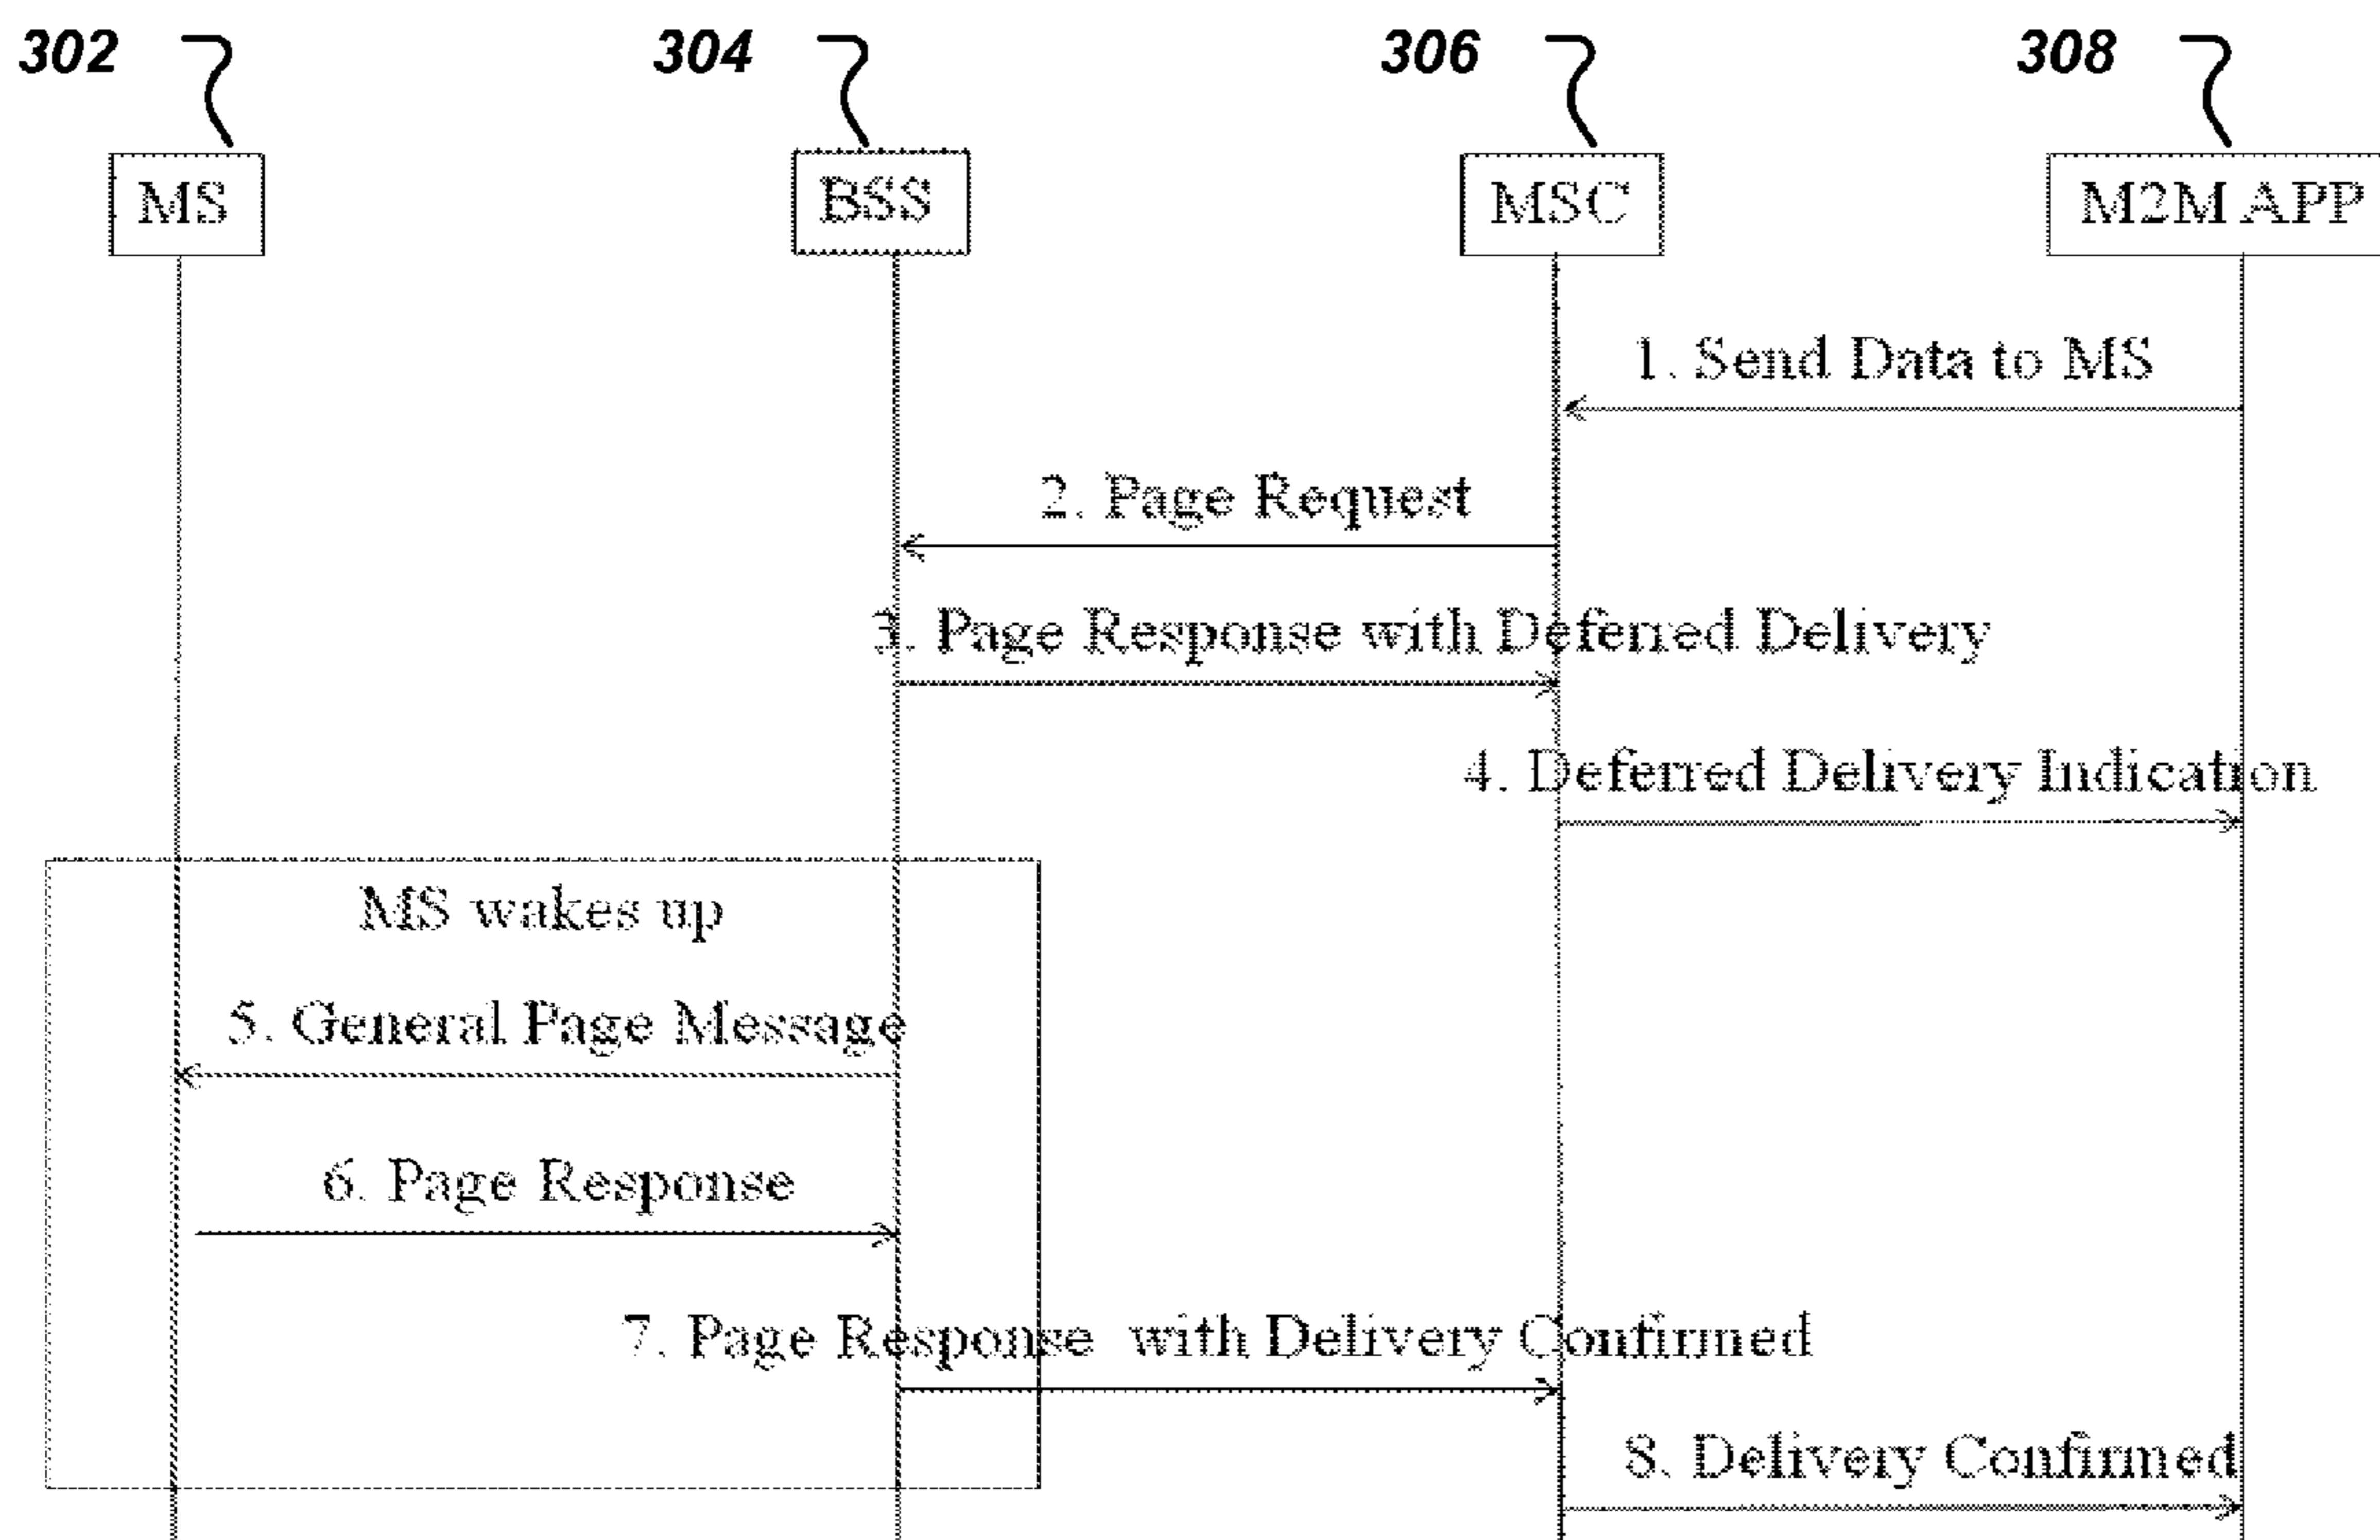 302 304 306 308
MS BSS MSC M2M APP
1. Send Data to MS
2. Page Request
3. Page Response with Deferred Delivery
4. Deferred Delivery Indication
MS wakes up
5. General Page Message
6. Page Response
7. Page Response with Delivery Confirmed
8. Delivery Confirmed